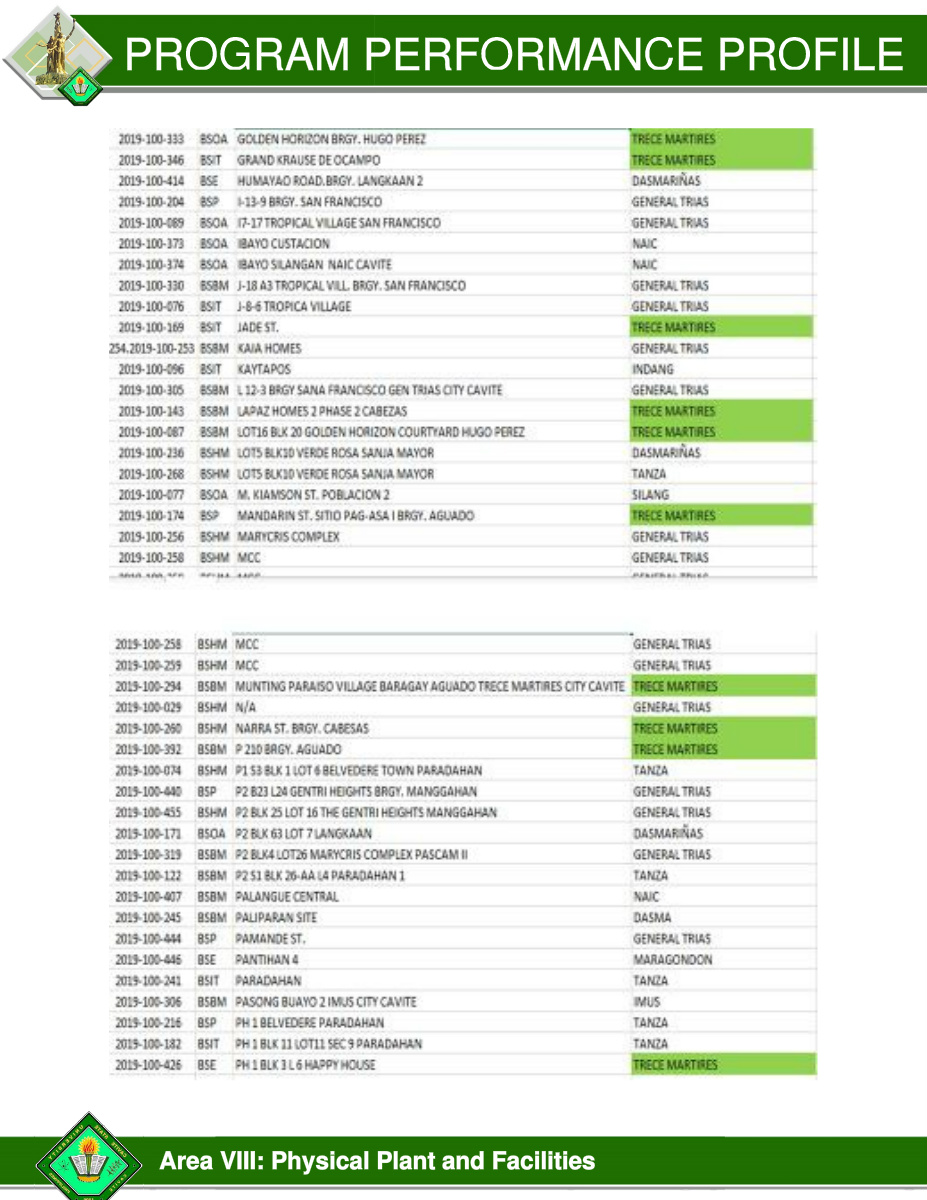 PROGRAM PERFORMANCE PROFILE
2019-100-333 BSOA GOLDEN HORIZON BRGY. HUGO PEREZ TRECE MARTIRES
2019-100-346 BSIT GRAND KRAUSE DE OCAMPO TRECE MARTIRES
2019-100-414 BSE HUMAYAO ROAD.BRGY. LANGKAAN 2 DASMARIÑAS
2019-100-204 BSP I-13-9 BRGY. SAN FRANCISCO GENERAL TRIAS
2019-100-089 BSOA I7-17 TROPICAL VILLAGE SAN FRANCISCO GENERAL TRIAS
2019-100-373 BSOA IBAYO CUSTACION NAIC
2019-100-374 BSOA IBAYO SILANGAN NAIC CAVITE NAIC
2019-100-330 BSBM J-18 A3 TROPICAL VILL. BRGY. SAN FRANCISCO GENERAL TRIAS
2019-100-076 BSIT J-8-6 TROPICA VILLAGE GENERAL TRIAS
2019-100-169 BSIT JADE ST. TRECE MARTIRES
254.2019-100-253 BSBM KAIA HOMES GENERAL TRIAS
2019-100-096 BSIT KAYTAPOS INDANG
2019-100-305 BSBM L 12-3 BRGY SANA FRANCISCO GEN TRIAS CITY CAVITE GENERAL TRIAS
2019-100-143 BSBM LAPAZ HOMES 2 PHASE 2 CABEZAS TRECE MARTIRES
2019-100-087 BSBM LOT16 BLK 20 GOLDEN HORIZON COURTYARD HUGO PEREZ TRECE MARTIRES
2019-100-236 BSHM LOT5 BLK10 VERDE ROSA SANJA MAYOR DASMARIÑAS
2019-100-268 BSHM LOT5 BLK10 VERDE ROSA SANJA MAYOR TANZA
2019-100-077 BSOA M. KIAMSON ST. POBLACION 2 SILANG
2019-100-174 BSP MANDARIN ST. SITIO PAG-ASA I BRGY. AGUADO TRECE MARTIRES
2019-100-256 BSHM MARYCRIS COMPLEX GENERAL TRIAS
2019-100-258 BSHM MCC GENERAL TRIAS
2019-100-258 BSHM MCC GENERAL TRIAS
2019-100-259 BSHM MCC GENERAL TRIAS
2019-100-294 BSBM MUNTING PARAISO VILLAGE BARAGAY AGUADO TRECE MARTIRES CITY CAVITE TRECE MARTIRES
2019-100-029 BSHM N/A GENERAL TRIAS
2019-100-260 BSHM NARRA ST. BRGY. CABESAS TRECE MARTIRES
2019-100-392 BSBM P 210 BRGY. AGUADO TRECE MARTIRES
2019-100-074 BSHM P1 S3 BLK 1 LOT 6 BELVEDERE TOWN PARADAHAN TANZA
2019-100-440 BSP P2 B23 L24 GENTRI HEIGHTS BRGY. MANGGAHAN GENERAL TRIAS
2019-100-455 BSHM P2 BLK 25 LOT 16 THE GENTRI HEIGHTS MANGGAHAN GENERAL TRIAS
2019-100-171 BSOA P2 BLK 63 LOT 7 LANGKAAN DASMARIÑAS
2019-100-319 BSBM P2 BLK4 LOT26 MARYCRIS COMPLEX PASCAM II GENERAL TRIAS
2019-100-122 BSBM P2 S1 BLK 26-AA L4 PARADAHAN 1 TANZA
2019-100-407 BSBM PALANGUE CENTRAL NAIC
2019-100-245 BSBM PALIPARAN SITE DASMA
2019-100-444 BSP PAMANDE ST. GENERAL TRIAS
2019-100-446 BSE PANTIHAN 4 MARAGONDON
2019-100-241 BSIT PARADAHAN TANZA
2019-100-306 BSBM PASONG BUAYO 2 IMUS CITY CAVITE IMUS
2019-100-216 BSP PH 1 BELVEDERE PARADAHAN TANZA
2019-100-182 BSIT PH 1 BLK 11 LOT11 SEC 9 PARADAHAN TANZA
2019-100-426 BSE PH 1 BLK 3 L 6 HAPPY HOUSE TRECE MARTIRES
Area VIII: Physical Plant and Facilities